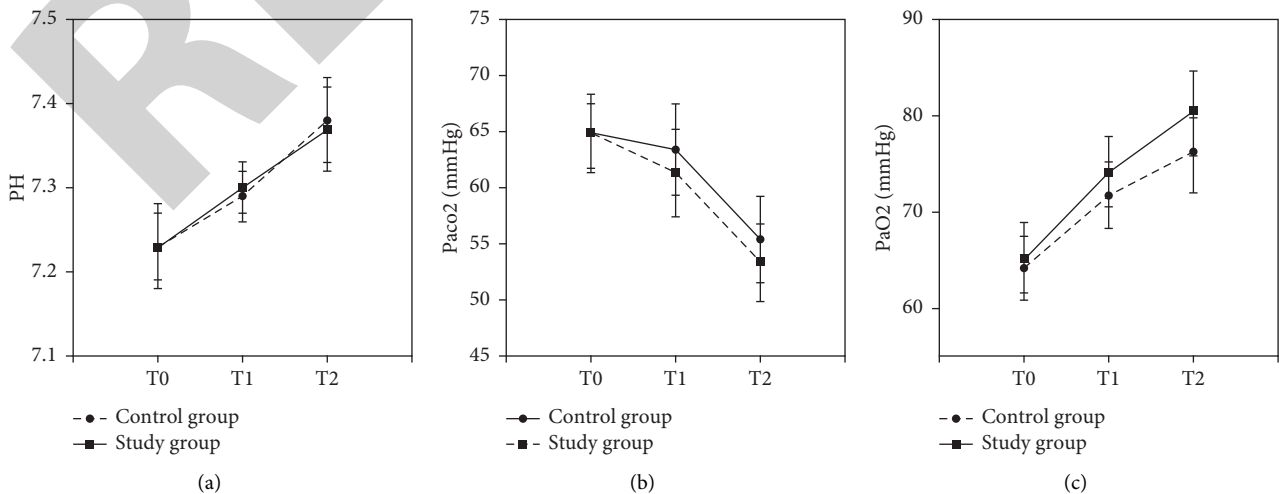 7.5
7.4
7.3
7.2
7.1
PH
T0 T1 T2
Control group
Study group
(a)
75
70
65
60
55
50
45
Paco2 (mmHg)
T0 T1 T2
Control group
Study group
(b)
90
80
70
60
PaO2 (mmHg)
T0 T1 T2
Control group
Study group
(c)